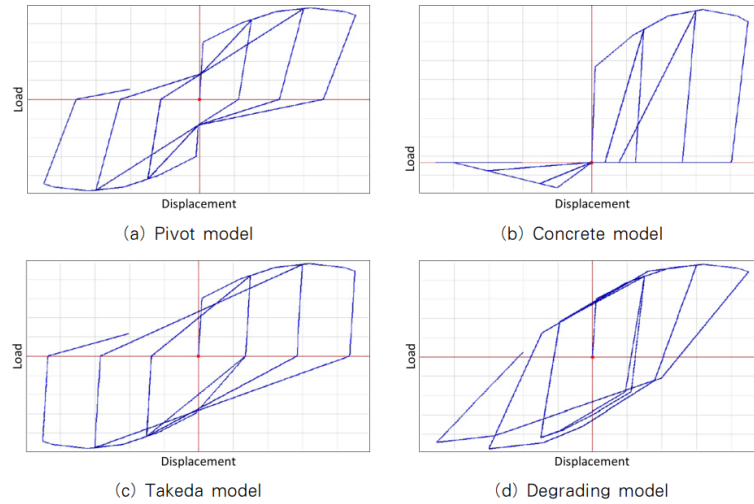 Load
Load
Displacement
Displacement
(a) Pivot model
(b) Concrete model
Load
Load
Displacement
Displacement
(c) Takeda model
(d) Degrading model